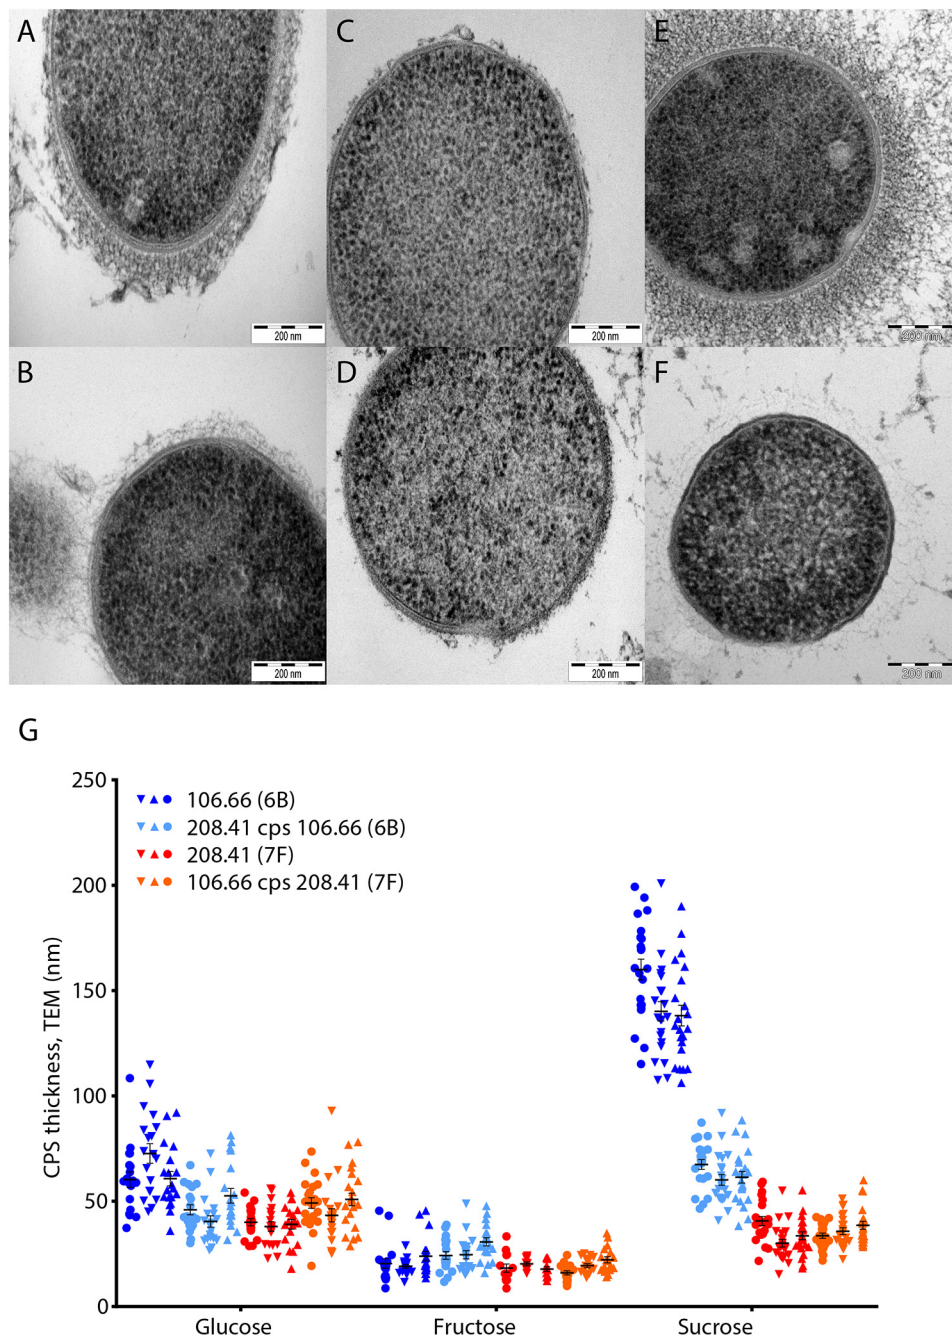 A
C
E
200 nm
200 nm
200 nm
B
D
F
200 nm
200 nm
200 nm
G
CPS thickness, TEM (nm)
250
200
150
100
50
0
106.66 (6B)
208.41 cps 106.66 (6B)
208.41 (7F)
106.66 cps 208.41 (7F)
Glucose
Fructose
Sucrose